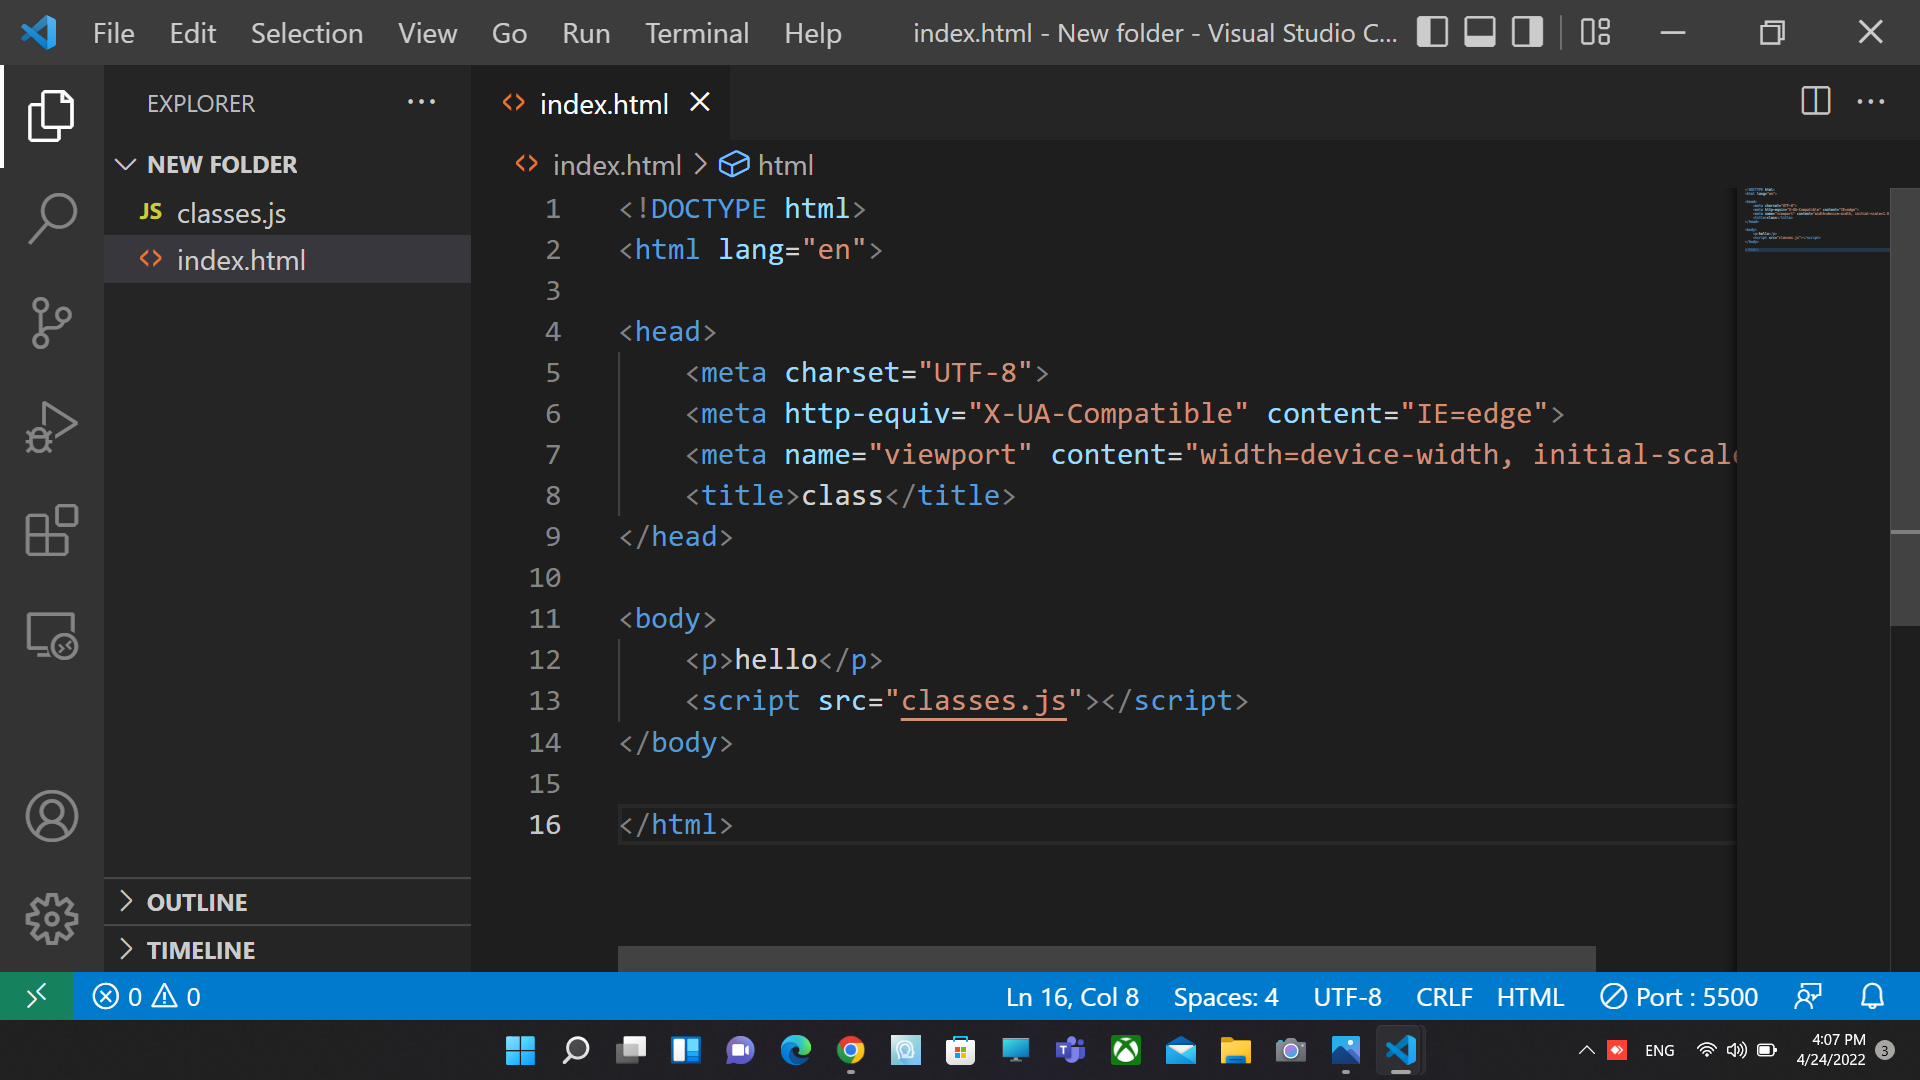 File Edit Selection View Go Run Terminal Help index.html - New folder - Visual Studio C...
EXPLORER
NEW FOLDER
JS classes.js
index.html
OUTLINE
TIMELINE
index.html
index.html > html
1 <!DOCTYPE html>
2 <html lang="en">
3
4 <head>
5 <meta charset="UTF-8">
6 <meta http-equiv="X-UA-Compatible" content="IE=edge">
7 <meta name="viewport" content="width=device-width, initial-scale
8 <title>class</title>
9 </head>
10
11 <body>
12 <p>hello</p>
13 <script src="classes.js"></script>
14 </body>
15
16 </html>
0 0 Ln 16, Col 8 Spaces: 4 UTF-8 CRLF HTML Port : 5500
ENG 4:07 PM
4/24/2022 3